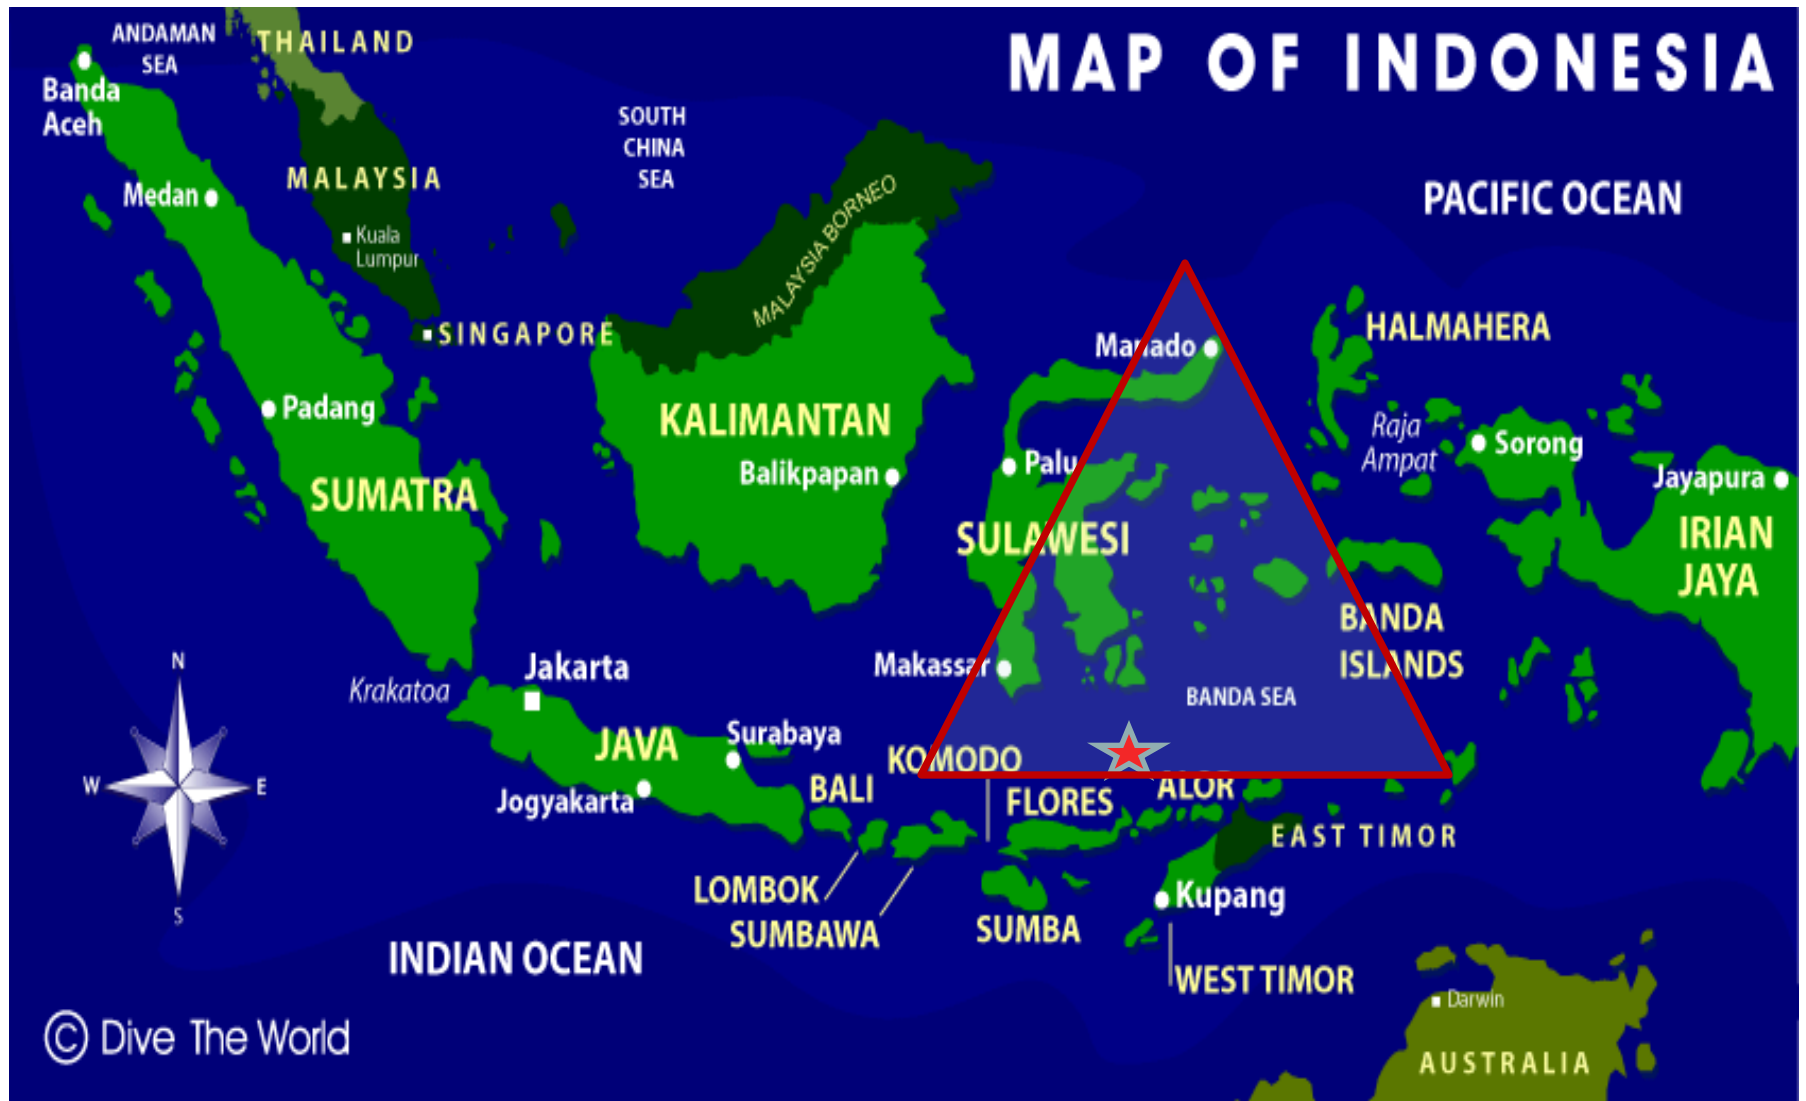 MAP OF INDONESIA
ANDAMAN
SEA
THAILAND
Banda
Aceh
SOUTH
CHINA
SEA
MALAYSIA
Medan
PACIFIC OCEAN
MALAYSIA BORNEO
Kuala
Lumpur
SINGAPORE
HALMAHERA
Manado
Padang
KALIMANTAN
Raja
Ampat
Sorong
Palu
Balikpapan
Jayapura
SUMATRA
SULAWESI
IRIAN
JAYA
BANDA
ISLANDS
N
Jakarta
Makassar
Krakatoa
BANDA SEA
JAVA
Surabaya
KOMODO
W
E
BALI
FLORES
ALOR
Jogyakarta
EAST TIMOR
LOMBOK
Kupang
S
SUMBAWA
SUMBA
INDIAN OCEAN
WEST TIMOR
Darwin
© Dive The World
AUSTRALIA